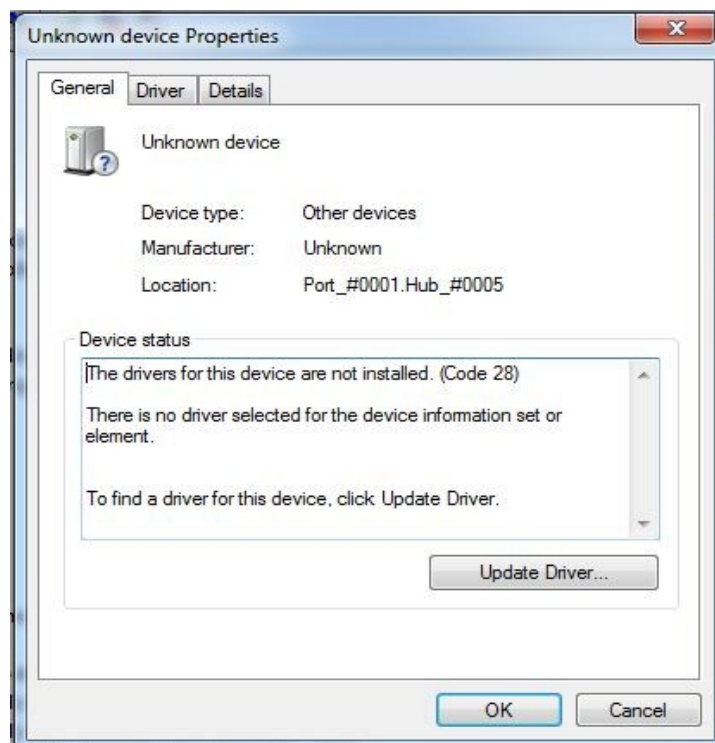 Unknown device Properties
General Driver Details
Unknown device
Device type: Other devices
Manufacturer: Unknown
Location: Port_#0001.Hub_#0005
Device status
The drivers for this device are not installed. (Code 28)
There is no driver selected for the device information set or
element.
To find a driver for this device, click Update Driver.
Update Driver...
OK Cancel